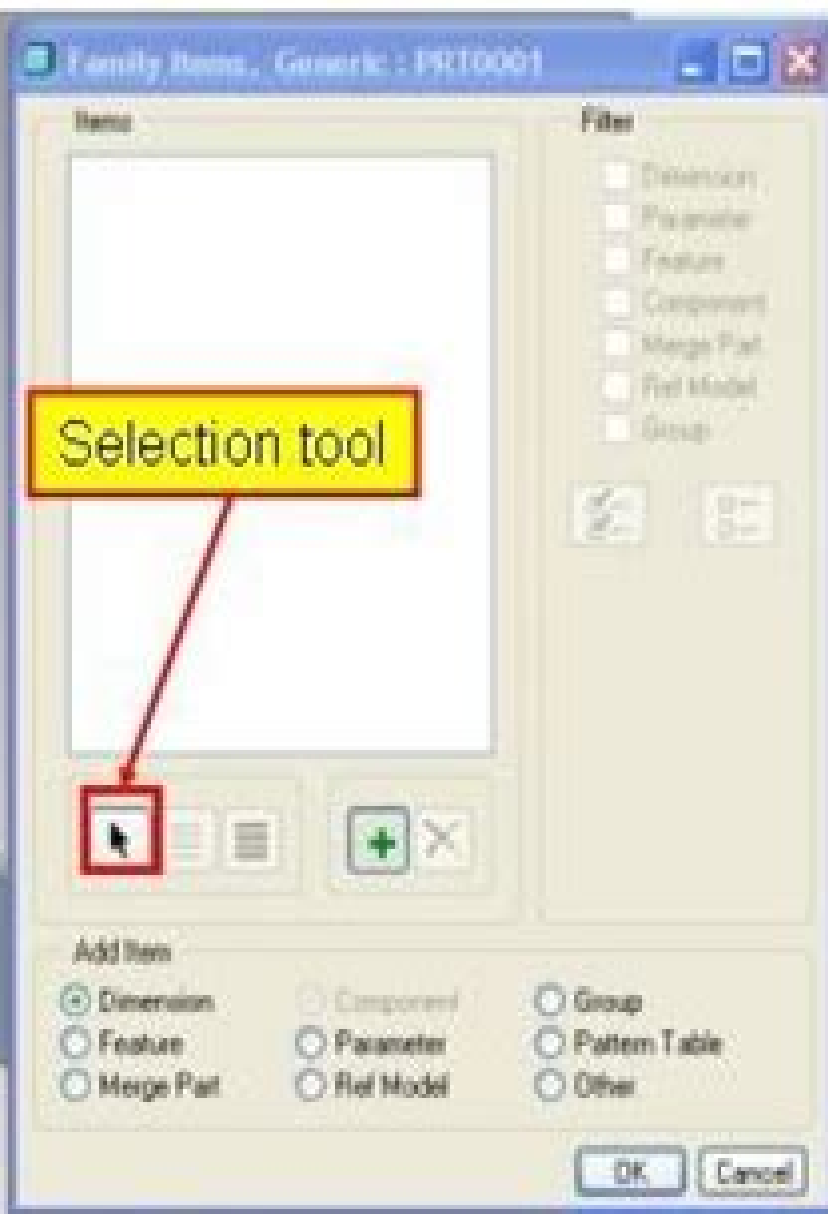 Family Items, Generic : PRT0001
Items
Filter
Dimension
Parameter
Feature
Component
Merge Part
Ref Model
Group
Selection tool
Add Item
Dimension
Component
Group
Feature
Parameter
Pattern Table
Merge Part
Ref Model
Other
OK
Cancel